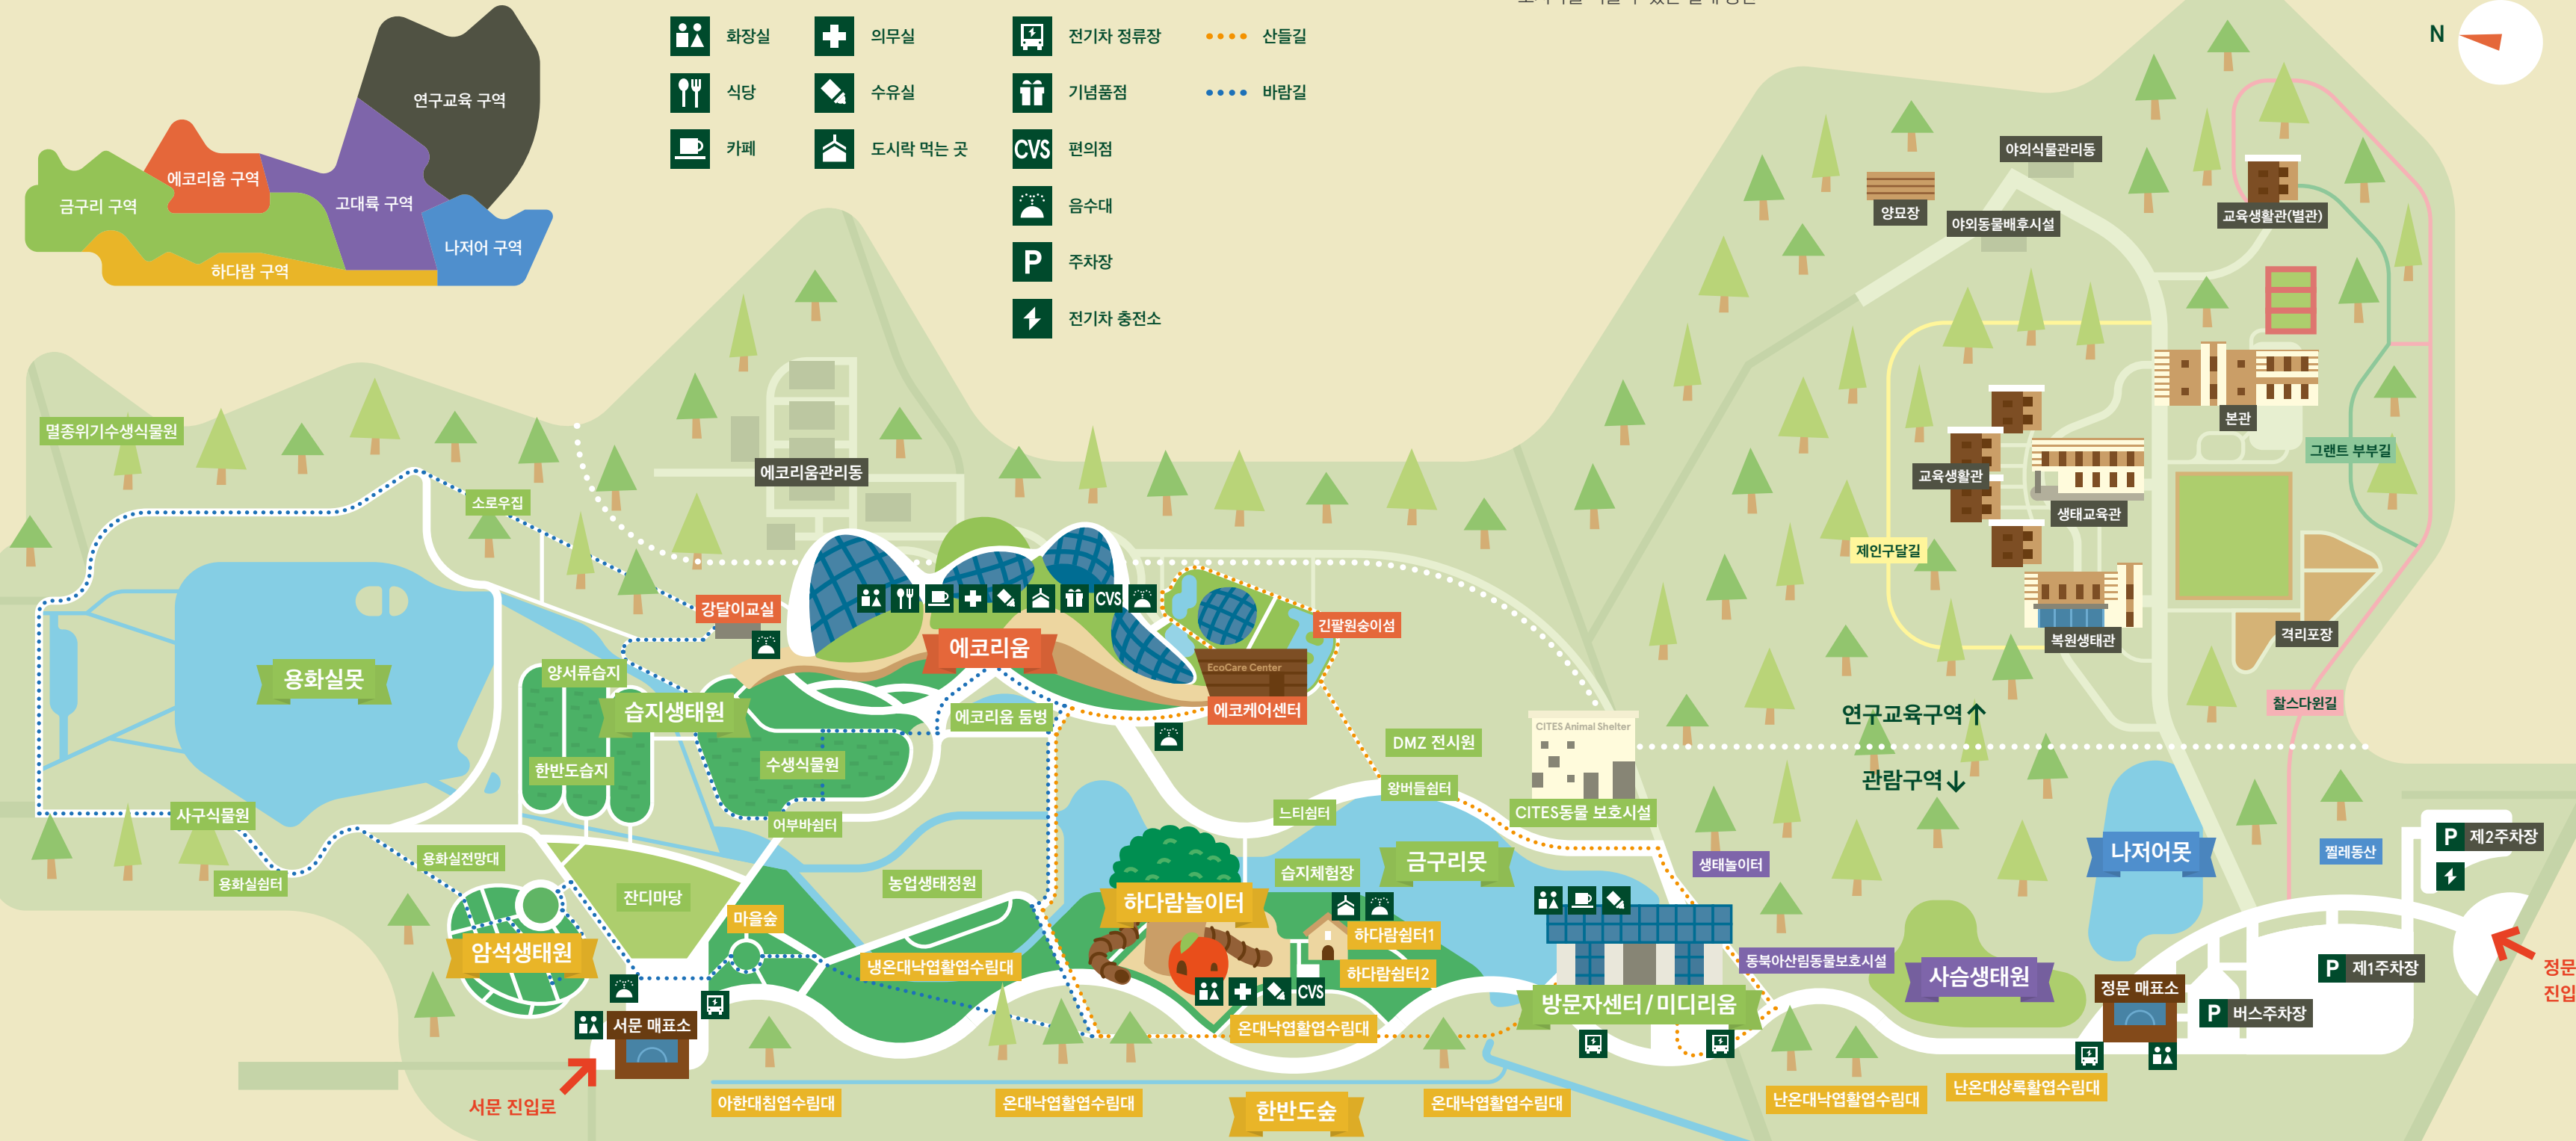 N
연구교육 구역
에코리움 구역
금구리 구역
고대륙 구역
나저어 구역
하다람 구역
화장실
의무실
전기차 정류장
산들길
식당
수유실
기념품점
바람길
카페
도시락 먹는 곳
CVS 편의점
음수대
P 주차장
전기차 충전소
야외식물관리동
양묘장
야외동물배후시설
교육생활관(별관)
본관
그랜트 부부길
교육생활관
생태교육관
제인구달길
복원생태관
격리포장
찰스다윈길
연구교육구역↑
관람구역↓
멸종위기수생식물원
소로우집
에코리움관리동
강달이교실
CVS
에코리움
긴팔원숭이섬
EcoCare Center
에코케어센터
용화실못
양서류습지
습지생태원
에코리움 둠벙
한반도습지
수생식물원
어부바쉼터
DMZ 전시원
왕버들쉼터
느티쉼터
CITES Animal Shelter
CITES동물 보호시설
사구식물원
용화실전망대
용화실쉼터
잔디마당
농업생태정원
습지체험장
금구리못
생태놀이터
나저어못
찔레동산
P 제2주차장
하다람놀이터
마을숲
하다람쉼터1
암석생태원
냉온대낙엽활엽수림대
하다람쉼터2
동북아산림동물보호시설
사슴생태원
P 제1주차장
정문
진입
CVS
방문자센터/미디리움
정문 매표소
P 버스주차장
서문 매표소
온대낙엽활엽수림대
서문 진입로
아한대침엽수림대
온대낙엽활엽수림대
한반도숲
온대낙엽활엽수림대
난온대낙엽활엽수림대
난온대상록활엽수림대